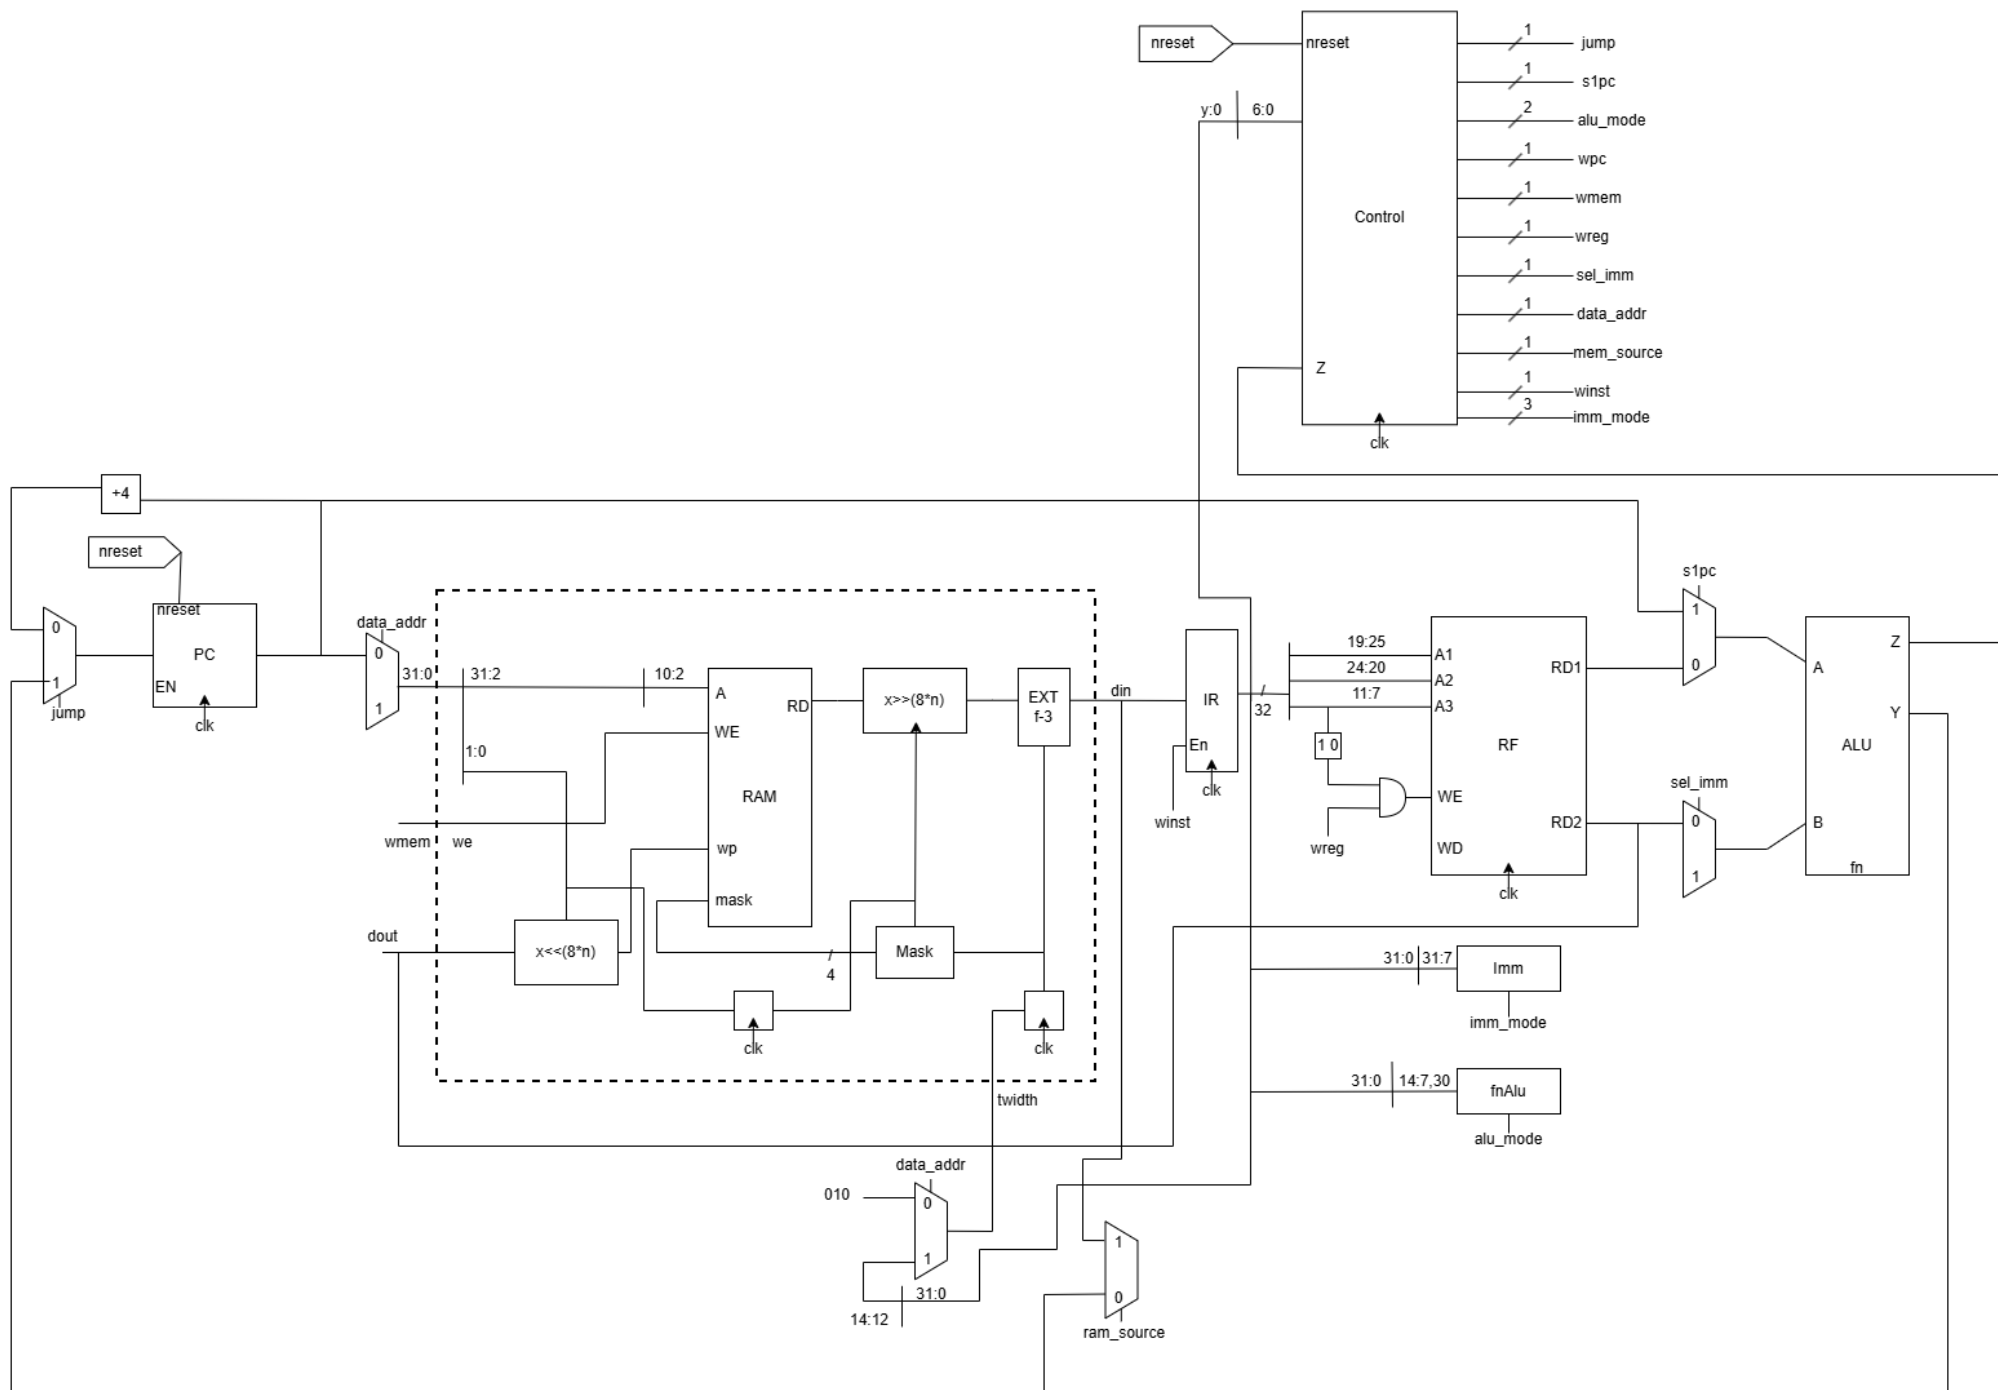 nreset
nreset
1
jump
1
s1pc
y:0
6:0
2
alu_mode
1
wpc
1
wmem
Control
1
wreg
1
sel_imm
1
data_addr
1
mem_source
Z
1
winst
3
imm_mode
clk
+4
nreset
nreset
0
PC
1
EN
jump
clk
data_addr
0
31:0
1
31:2
10:2
1:0
A
RD
WE
RAM
wp
mask
x>>(8*n)
EXT
f-3
din
wmem
we
dout
x<<(8*n)
/
4
Mask
clk
clk
twidth
IR
En
clk
winst
/
32
19:25
24:20
11:7
A1
A2
A3
RD1
RF
1 0
WE
RD2
WD
wreg
clk
s1pc
1
0
sel_imm
0
1
A
Z
Y
ALU
B
fn
31:0
31:7
Imm
imm_mode
31:0
14:7,30
fnAlu
alu_mode
data_addr
010
0
1
31:0
14:12
1
0
ram_source